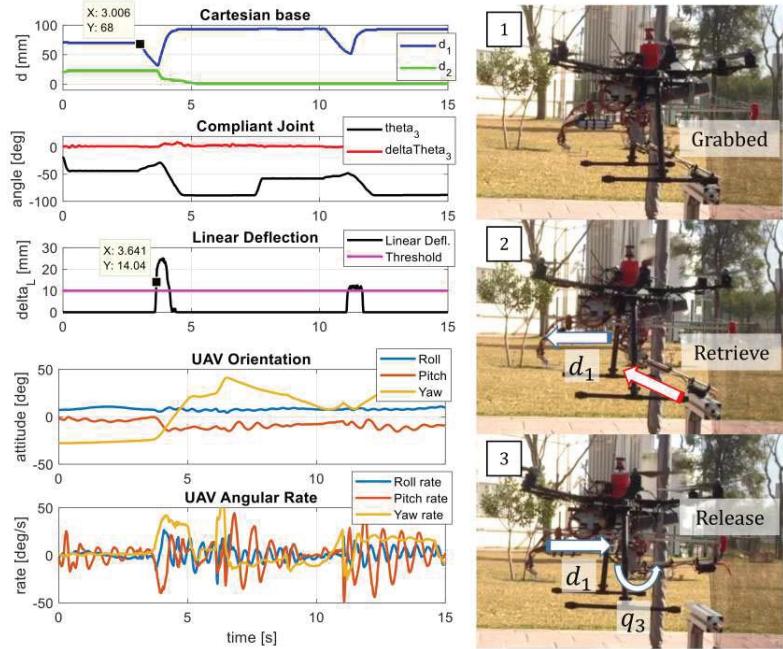 Cartesian base
X: 3.006
Y: 68
d [mm]
100
50
0
d1
d2
0 5 10 15
Compliant Joint
angle [deg]
0
-50
-100
theta3
deltaTheta3
0 5 10 15
Linear Deflection
X: 3.641
Y: 14.04
deltaL [mm]
30
20
10
0
Linear Defl.
Threshold
0 5 10 15
UAV Orientation
attitude [deg]
50
0
-50
Roll
Pitch
Yaw
0 5 10 15
UAV Angular Rate
rate [deg/s]
50
0
-50
Roll rate
Pitch rate
Yaw rate
0 5 10 15
time [s]
1
Grabbed
2
d1
Retrieve
3
Release
d1
q3